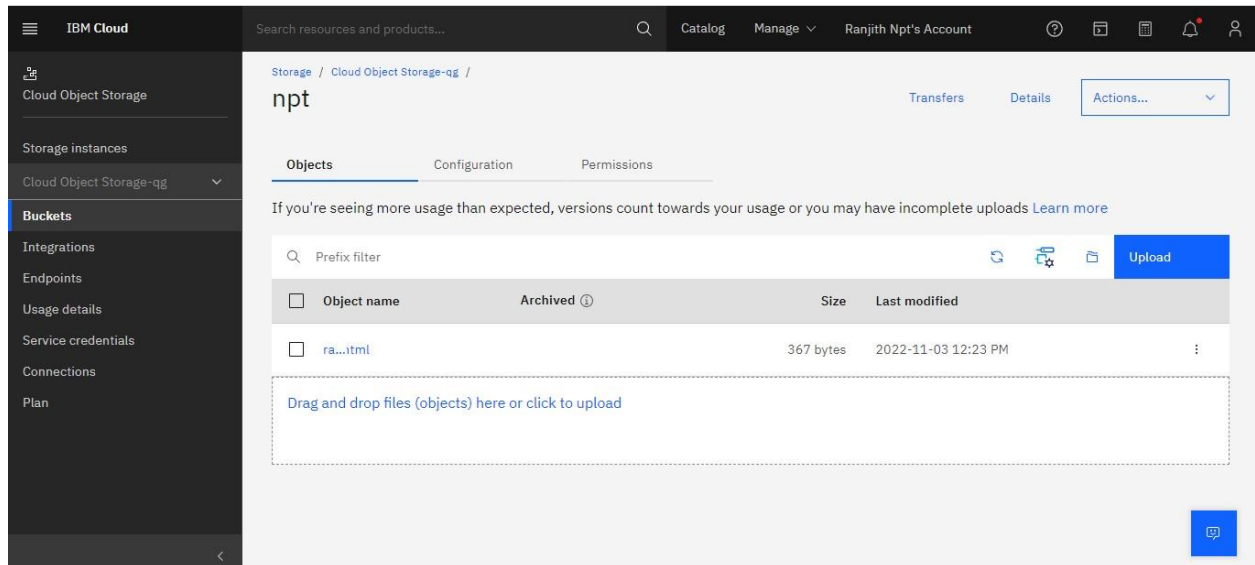 IBM Cloud
Search resources and products...
Catalog
Manage
Ranjith Npt's Account
Cloud Object Storage
Storage instances
Cloud Object Storage-qg
Buckets
Integrations
Endpoints
Usage details
Service credentials
Connections
Plan
Storage / Cloud Object Storage-qg /
npt
Transfers
Details
Actions...
Objects
Configuration
Permissions
If you're seeing more usage than expected, versions count towards your usage or you may have incomplete uploads Learn more
Prefix filter
Upload
Object name
Archived
Size
Last modified
ra...ıtml
367 bytes
2022-11-03 12:23 PM
Drag and drop files (objects) here or click to upload